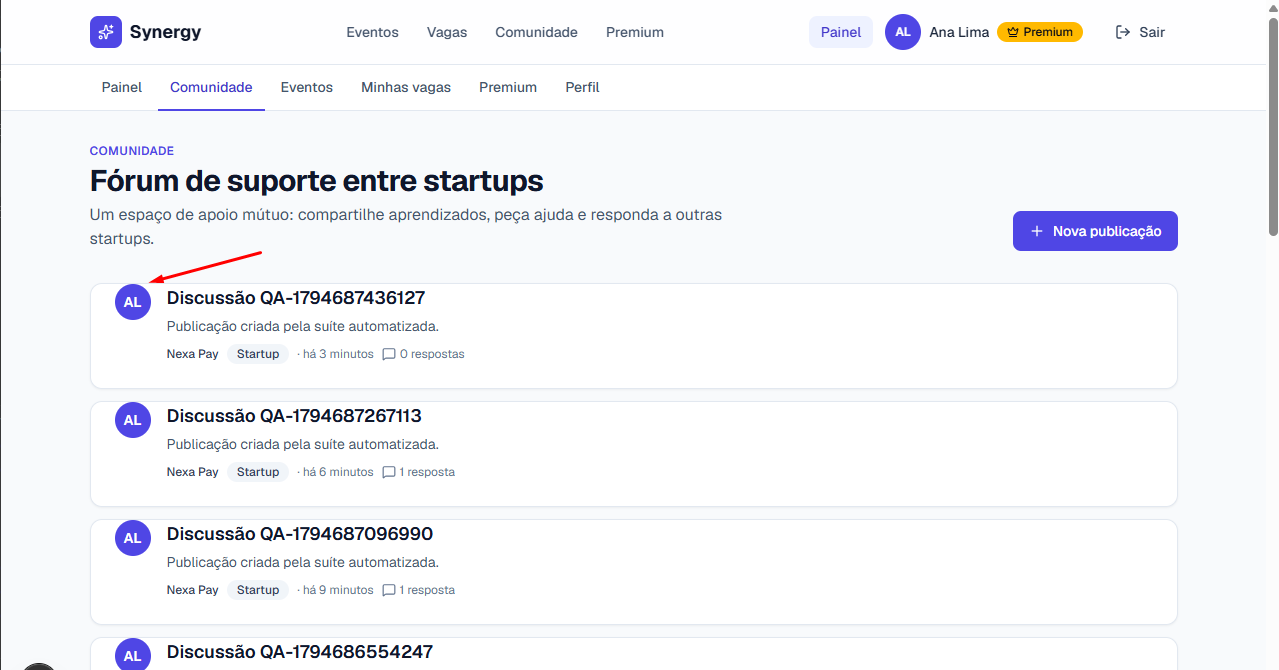 Synergy
Eventos
Vagas
Comunidade
Premium
Painel
AL
Ana Lima
Premium
Sair
Painel
Comunidade
Eventos
Minhas vagas
Premium
Perfil
COMUNIDADE
Fórum de suporte entre startups
Um espaço de apoio mútuo: compartilhe aprendizados, peça ajuda e responda a outras
startups.
+ Nova publicação
AL
Discussão QA-1794687436127
Publicação criada pela suíte automatizada.
Nexa Pay Startup · há 3 minutos 0 respostas
AL
Discussão QA-1794687267113
Publicação criada pela suíte automatizada.
Nexa Pay Startup · há 6 minutos 1 resposta
AL
Discussão QA-1794687096990
Publicação criada pela suíte automatizada.
Nexa Pay Startup · há 9 minutos 1 resposta
AL
Discussão QA-1794686554247